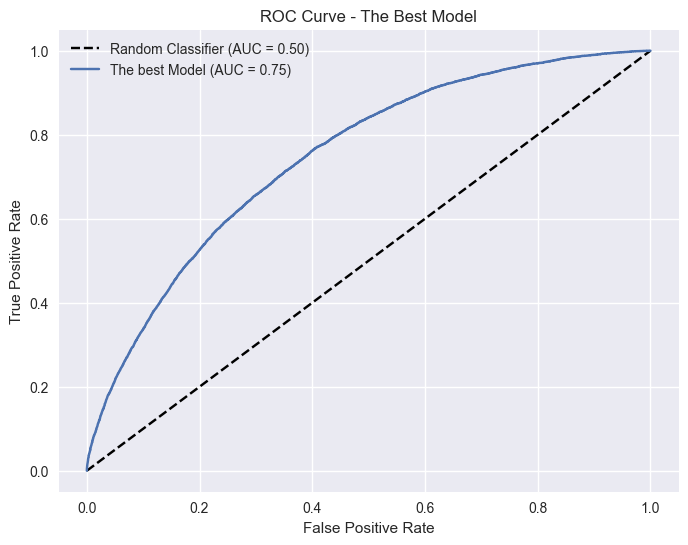 ROC Curve - The Best Model
Random Classifier (AUC = 0.50)
The best Model (AUC = 0.75)
True Positive Rate
1.0
0.8
0.6
0.4
0.2
0.0
0.0 0.2 0.4 0.6 0.8 1.0
False Positive Rate